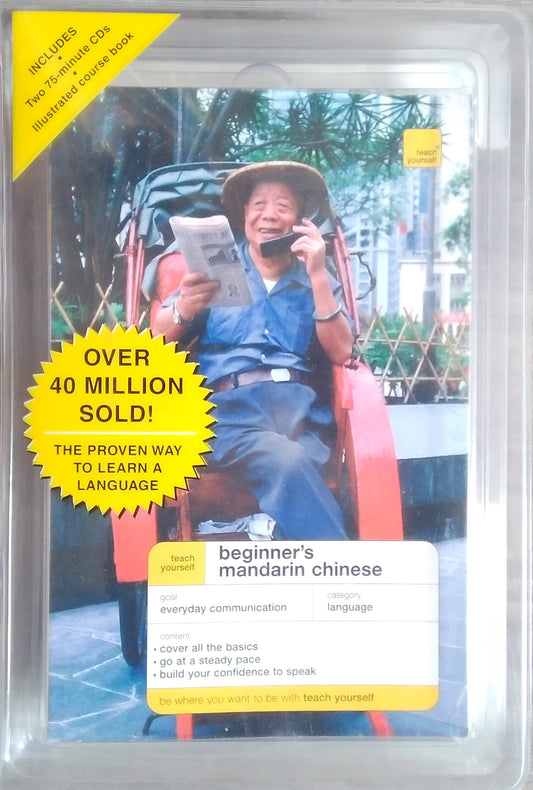 INCLUDES
•
Two 75-minute CDs
•
Illustrated course book
teach
yourself
OVER
40 MILLION
SOLD!
THE PROVEN WAY
TO LEARN A
LANGUAGE
teach
yourself
beginner's
mandarin chinese
goal
everyday communication
category
language
content
• cover all the basics
• go at a steady pace
• build your confidence to speak
be where you want to be with teach yourself